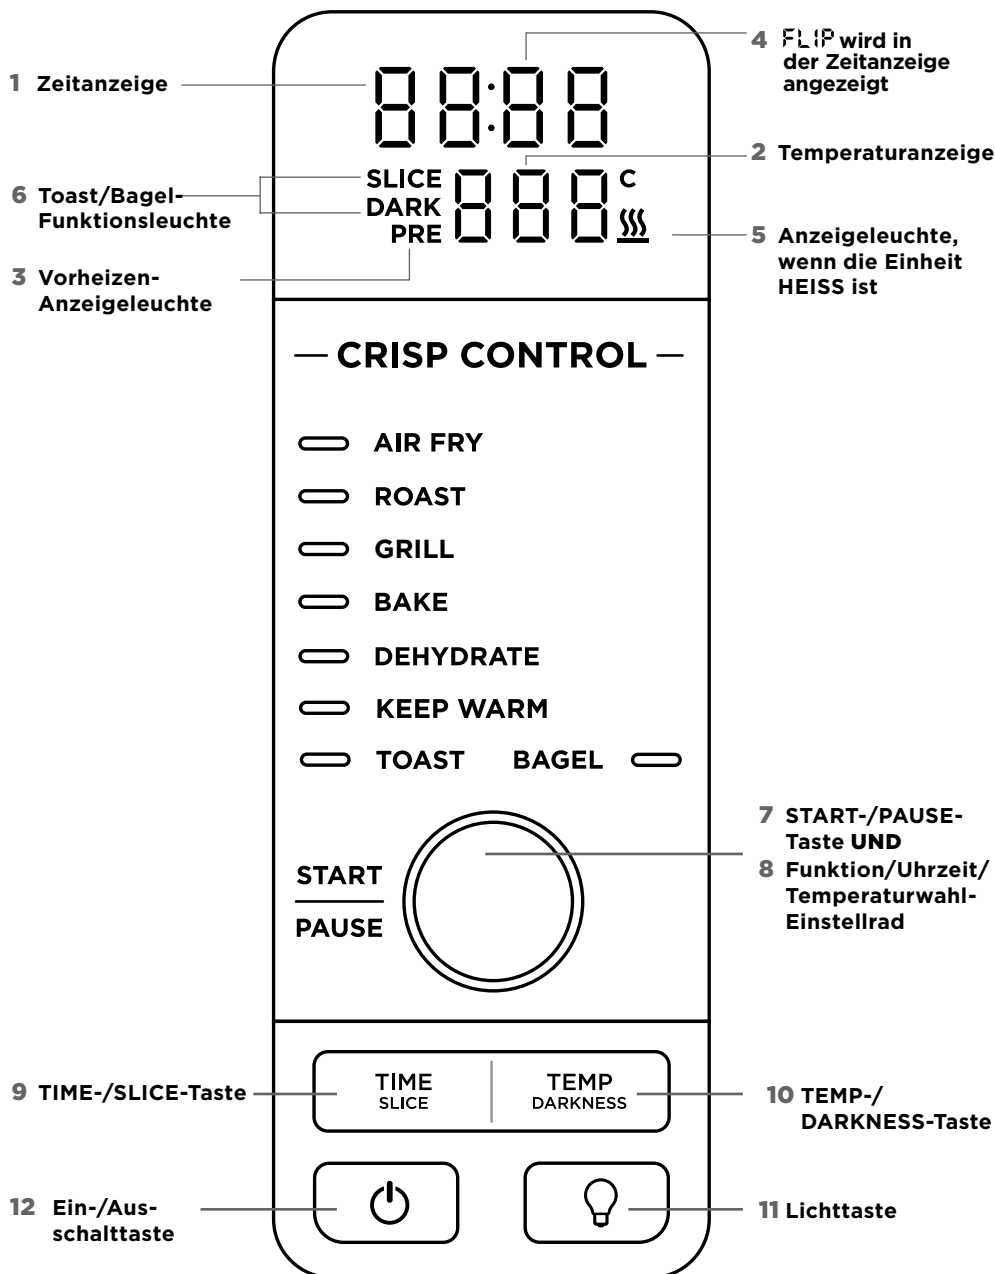 4 FLIP wird in
der Zeitanzeige
angezeigt
1 Zeitanzeige
88:88
2 Temperaturanzeige
6 Toast/Bagel-
Funktionsleuchte
SLICE
DARK
PRE
888
C
5 Anzeigeleuchte,
wenn die Einheit
HEISS ist
3 Vorheizen-
Anzeigeleuchte
— CRISP CONTROL —
AIR FRY
ROAST
GRILL
BAKE
DEHYDRATE
KEEP WARM
TOAST BAGEL
START
PAUSE
7 START-/PAUSE-
Taste UND
8 Funktion/Uhrzeit/
Temperaturwahl-
Einstellrad
9 TIME-/SLICE-Taste
TIME
SLICE
TEMP
DARKNESS
10 TEMP-/
DARKNESS-Taste
12 Ein-/Aus-
schalttaste
11 Lichttaste